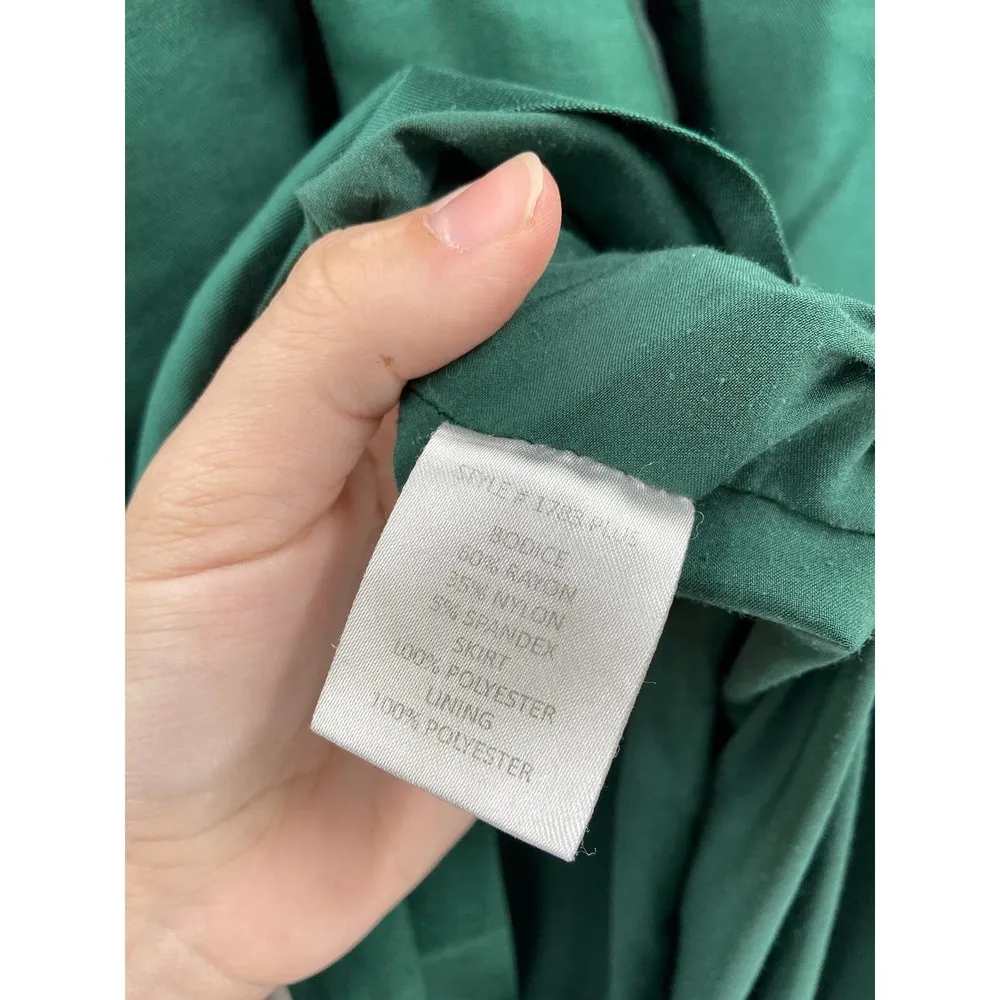 STYLE # 1783 PLUS
BODICE
60% RAYON
35% NYLON
5% SPANDEX
SKIRT
100% POLYESTER
LINING
100% POLYESTER